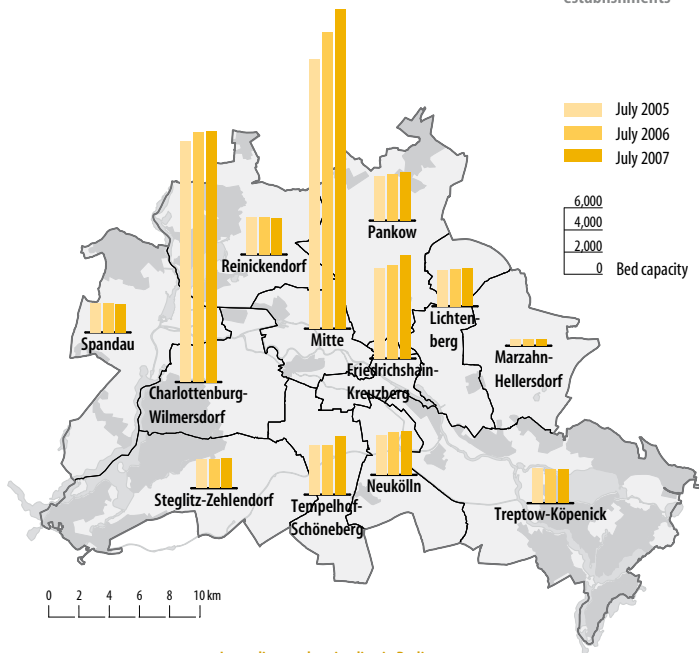 establishments
July 2005
July 2006
July 2007
6,000
4,000
2,000
0 Bed capacity
Pankow
Reinickendorf
Spandau
Mitte
Lichten-
berg
Marzahn-
Hellersdorf
Friedrichshain-
Kreuzberg
Charlottenburg-
Wilmersdorf
Steglitz-Zehlendorf
Tempelhof-
Schöneberg
Neukölln
Treptow-Köpenick
0 2 4 6 8 10 km